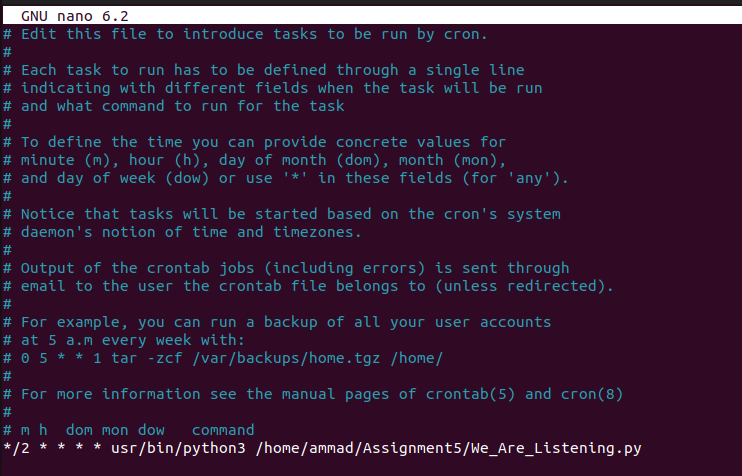 GNU nano 6.2
# Edit this file to introduce tasks to be run by cron.
#
# Each task to run has to be defined through a single line
# indicating with different fields when the task will be run
# and what command to run for the task
#
# To define the time you can provide concrete values for
# minute (m), hour (h), day of month (dom), month (mon),
# and day of week (dow) or use '*' in these fields (for 'any').
#
# Notice that tasks will be started based on the cron's system
# daemon's notion of time and timezones.
#
# Output of the crontab jobs (including errors) is sent through
# email to the user the crontab file belongs to (unless redirected).
#
# For example, you can run a backup of all your user accounts
# at 5 a.m every week with:
# 0 5 * * 1 tar -zcf /var/backups/home.tgz /home/
#
# For more information see the manual pages of crontab(5) and cron(8)
#
# m h  dom mon dow   command
*/2 * * * * usr/bin/python3 /home/ammad/Assignment5/We_Are_Listening.py